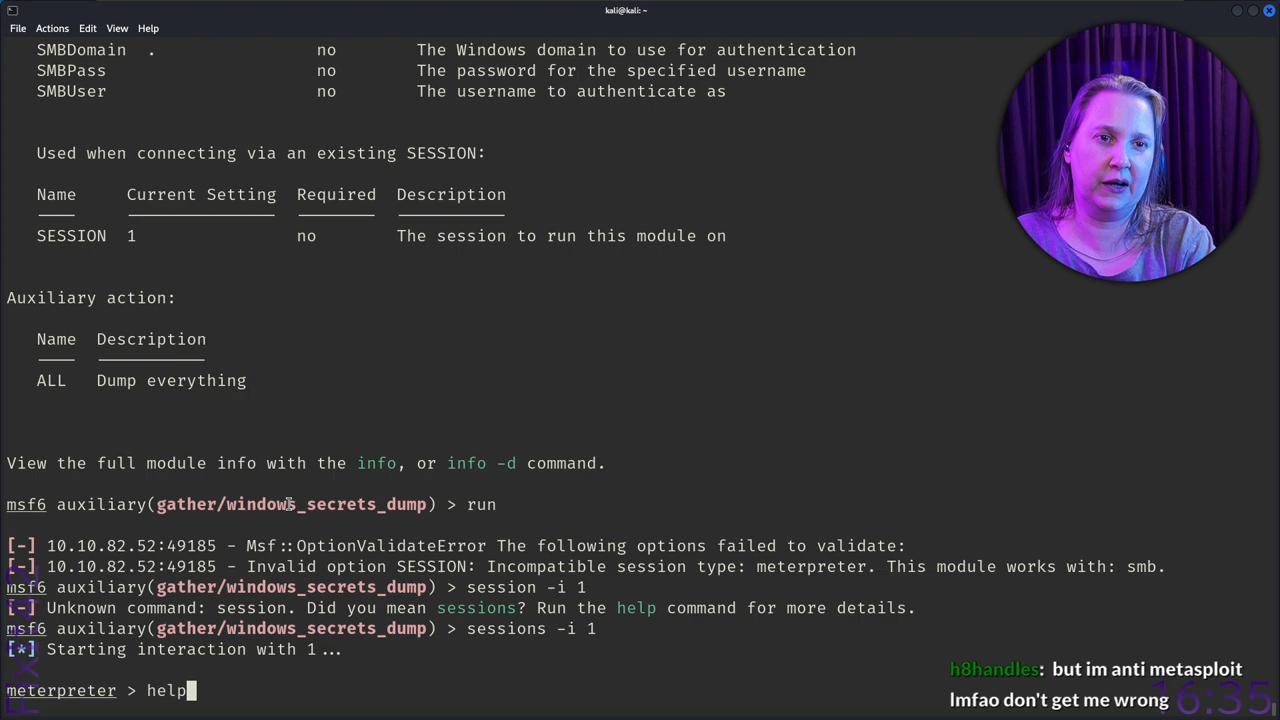 kali@kali: ~
File Actions Edit View Help
SMBDomain . no The Windows domain to use for authentication
SMBPass no The password for the specified username
SMBUser no The username to authenticate as
Used when connecting via an existing SESSION:
Name Current Setting Required Description
SESSION 1 no The session to run this module on
Auxiliary action:
Name Description
ALL Dump everything
View the full module info with the info, or info -d command.
msf6 auxiliary(gather/windows_secrets_dump) > run
[-] 10.10.82.52:49185 - Msf::OptionValidateError The following options failed to validate:
[-] 10.10.82.52:49185 - Invalid option SESSION: Incompatible session type: meterpreter. This module works with: smb.
msf6 auxiliary(gather/windows_secrets_dump) > session -i 1
[-] Unknown command: session. Did you mean sessions? Run the help command for more details.
msf6 auxiliary(gather/windows_secrets_dump) > sessions -i 1
[*] Starting interaction with 1...
meterpreter > help
h8handles: but im anti metasploit
lmfao don't get me wrong
16:35